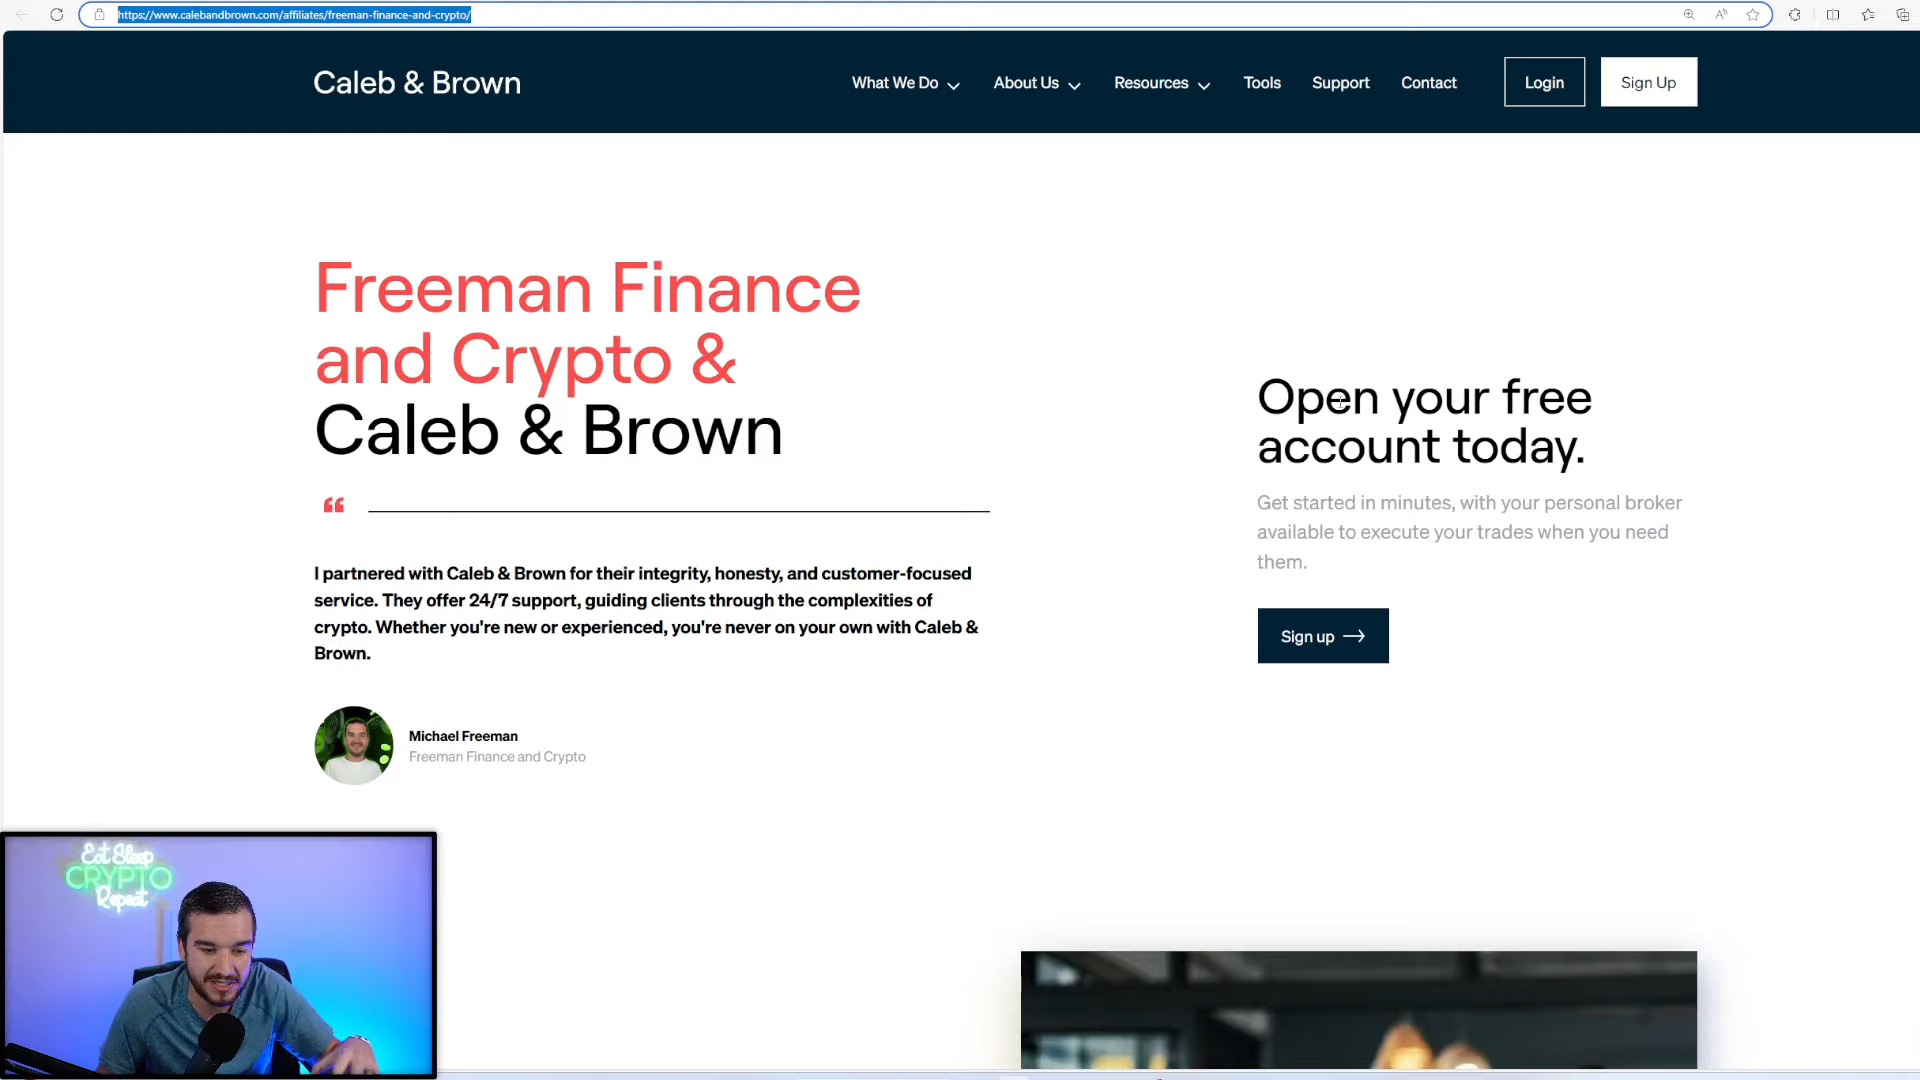 https://www.calebandbrown.com/affiliates/freeman-finance-and-crypto/
Caleb & Brown
What We Do
About Us
Resources
Tools
Support
Contact
Login
Sign Up
Freeman Finance
and Crypto &
Caleb & Brown
Open your free
account today.
Get started in minutes, with your personal broker
available to execute your trades when you need
them.
Sign up
“
I partnered with Caleb & Brown for their integrity, honesty, and customer-focused
service. They offer 24/7 support, guiding clients through the complexities of
crypto. Whether you're new or experienced, you're never on your own with Caleb &
Brown.
Michael Freeman
Freeman Finance and Crypto
Eat Sleep
CRYPTO
Repeat